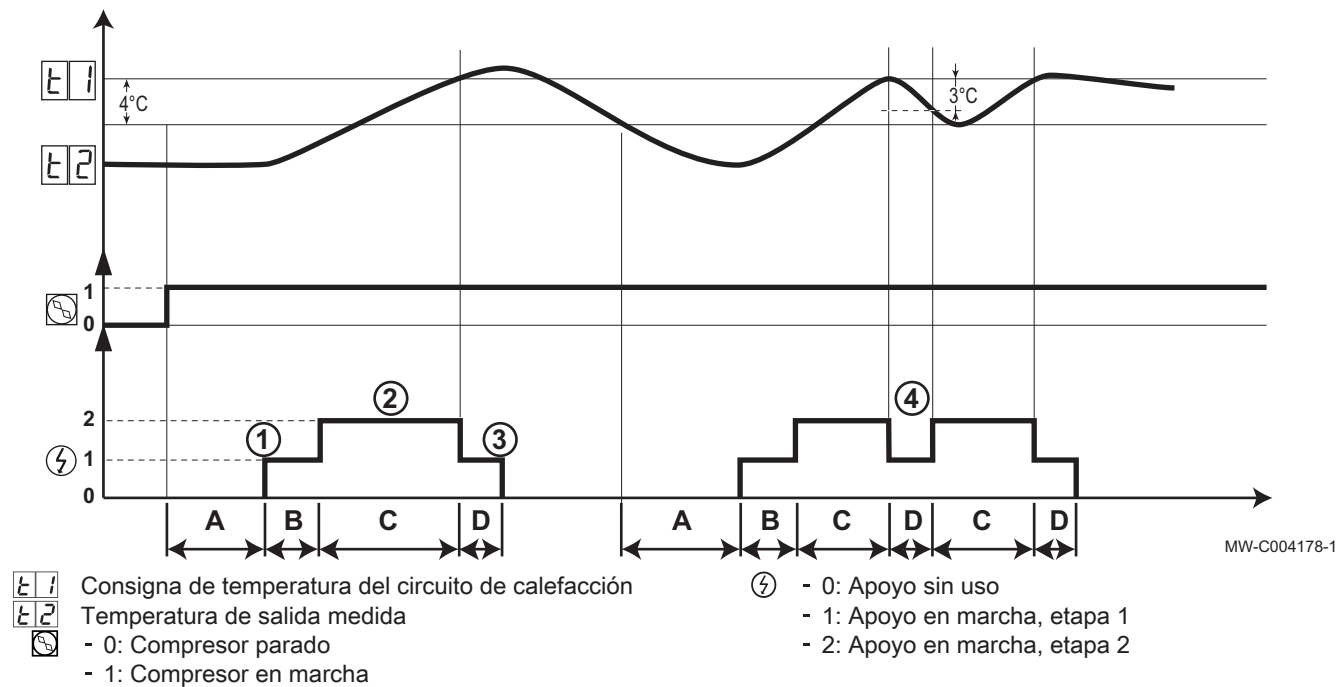 t1
4°C
3°C
t2
1
0
2
1
0
1
2
3
4
A B C D A B C D C D
MW-C004178-1
t1 Consigna de temperatura del circuito de calefacción
t2 Temperatura de salida medida
- 0: Compresor parado
- 1: Compresor en marcha
- 0: Apoyo sin uso
- 1: Apoyo en marcha, etapa 1
- 2: Apoyo en marcha, etapa 2